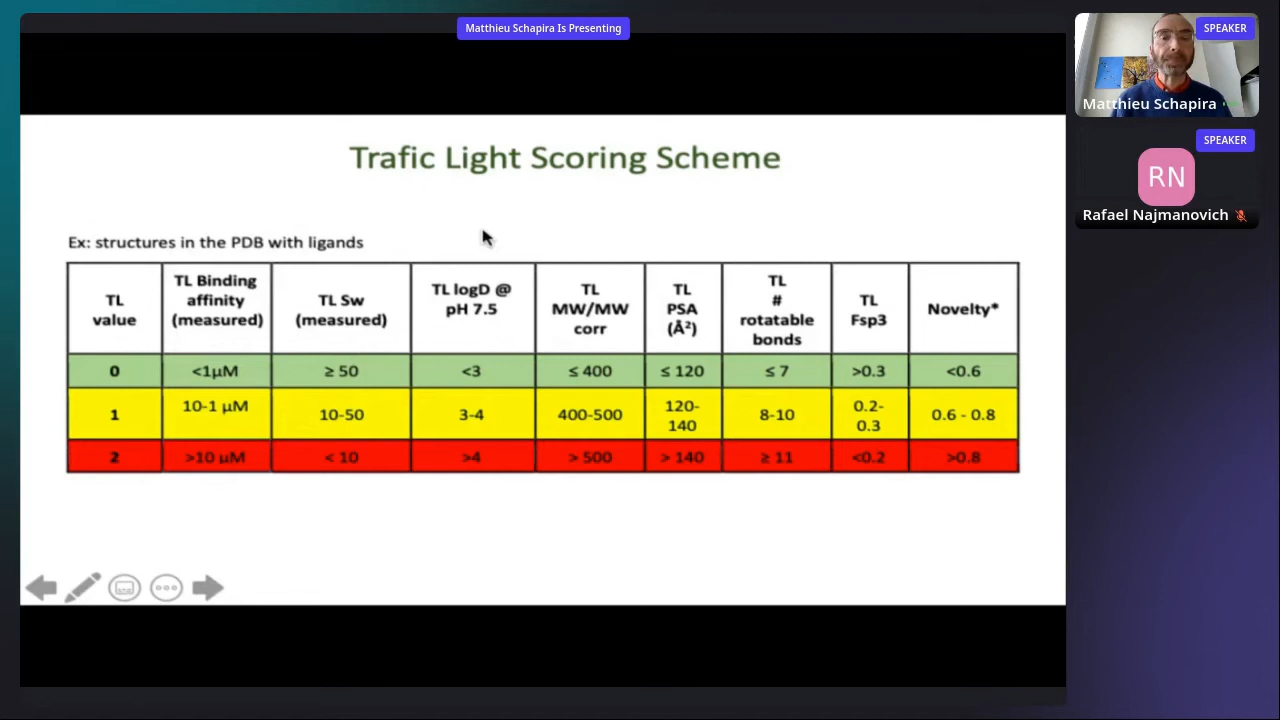 Matthieu Schapira Is Presenting
SPEAKER
Matthieu Schapira
SPEAKER
RN
Rafael Najmanovich
Trafic Light Scoring Scheme
Ex: structures in the PDB with ligands
TL
value
TL Binding
affinity
(measured)
TL Sw
(measured)
TL logD @
pH 7.5
TL
MW/MW
corr
TL
PSA
(Å²)
TL
#
rotatable
bonds
TL
Fsp3
Novelty*
0
<1µM
≥ 50
<3
≤ 400
≤ 120
≤ 7
>0.3
<0.6
1
10-1 µM
10-50
3-4
400-500
120-
140
8-10
0.2-
0.3
0.6 - 0.8
2
>10 µM
< 10
>4
> 500
> 140
≥ 11
<0.2
>0.8